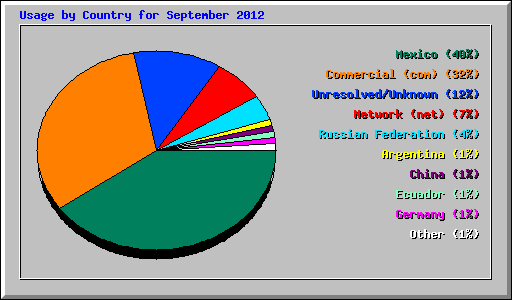 Usage by Country for September 2012
Mexico (40%)
Commercial (com) (32%)
Unresolved/Unknown (12%)
Network (net) (7%)
Russian Federation (4%)
Argentina (1%)
China (1%)
Ecuador (1%)
Germany (1%)
Other (1%)